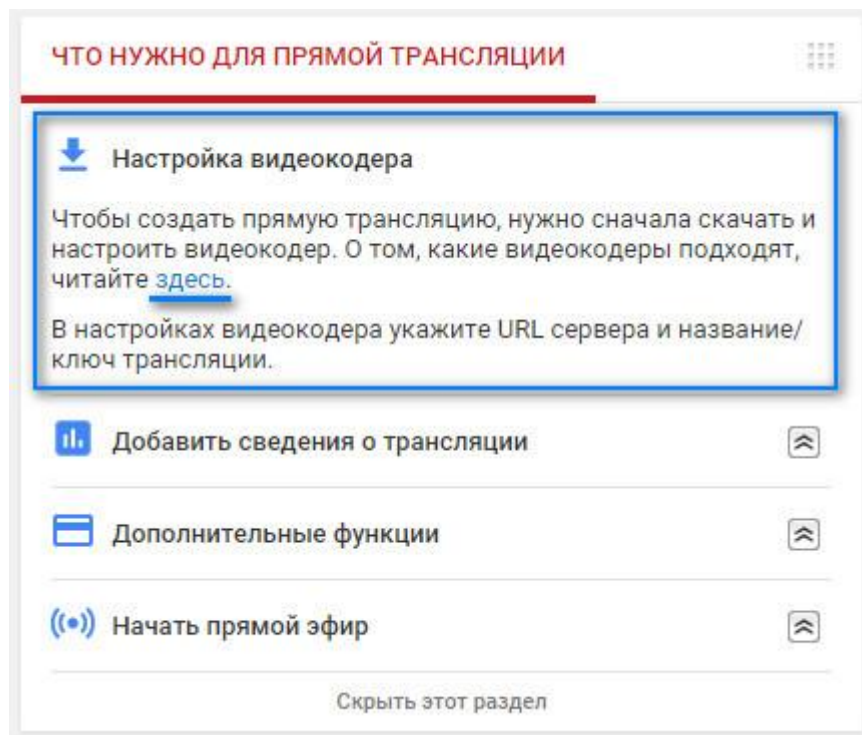 ЧТО НУЖНО ДЛЯ ПРЯМОЙ ТРАНСЛЯЦИИ
Настройка видеокодера
Чтобы создать прямую трансляцию, нужно сначала скачать и
настроить видеокодер. О том, какие видеокодеры подходят,
читайте здесь.
В настройках видеокодера укажите URL сервера и название/
ключ трансляции.
Добавить сведения о трансляции
Дополнительные функции
Начать прямой эфир
Скрыть этот раздел